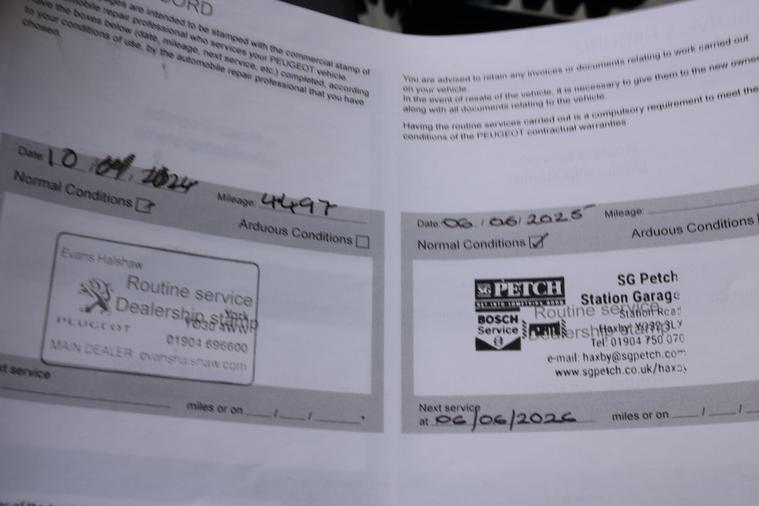 ORD
ages are intended to be stamped with the commercial stamp of
mobile repair professional who services your PEUGEOT vehicle.
ave the boxes below (date, mileage, next service, etc.) completed, according
to your conditions of use, by the automobile repair professional that you have
chosen.
Date: 10.04.2024 Mileage: 4497
Normal Conditions
Arduous Conditions
Evans Halshaw
Routine service
Dealership stamp
York
PEUGEOT
01904 696600
MAIN DEALER evanshalshaw.com
xt service
miles or on / /
You are advised to retain any invoices or documents relating to work carried out
on your vehicle.
In the event of resale of the vehicle, it is necessary to give them to the new owner
along with all documents relating to the vehicle.
Having the routine services carried out is a compulsory requirement to meet the
conditions of the PEUGEOT contractual warranties.
Date: 06/06/2025 Mileage:
Normal Conditions
Arduous Conditions
SG PETCH
BOSCH
Service
SG Petch
Station Garage
Routine service
Dealership stamp
Haxby YO32 3LY
Tel 01904 750 070
e-mail: haxby@sgpetch.com
www.sgpetch.co.uk/haxby
Next service
at 06/06/2026 miles or on / /